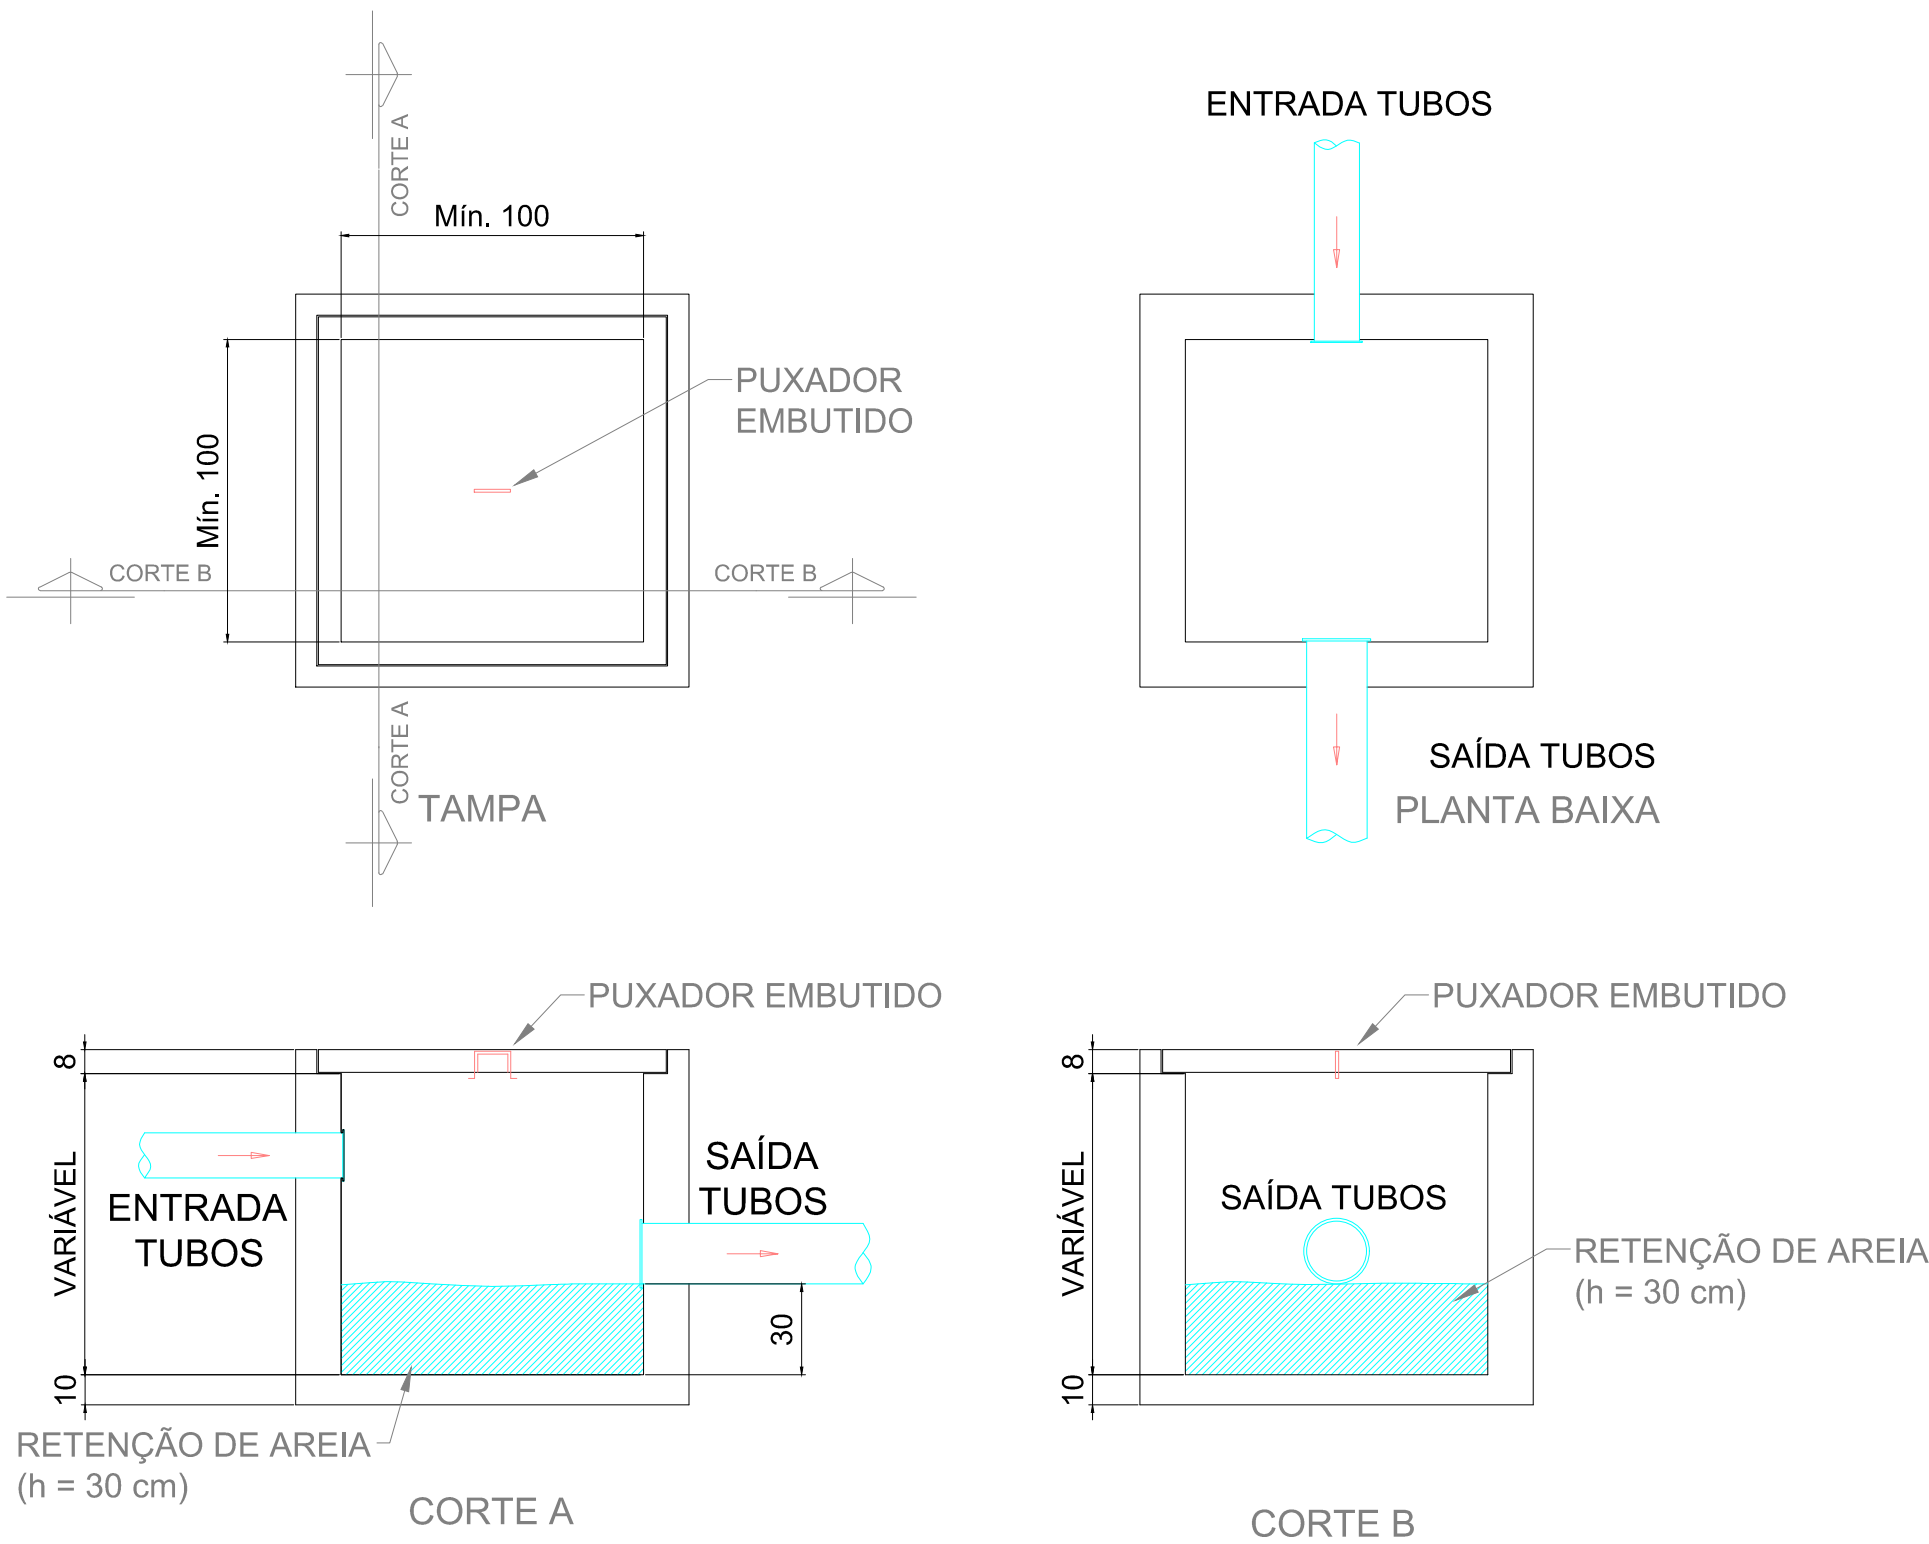 CORTE A
Mín. 100
Mín. 100
PUXADOR
EMBUTIDO
CORTE B
CORTE B
CORTE A
TAMPA
ENTRADA TUBOS
SAÍDA TUBOS
PLANTA BAIXA
PUXADOR EMBUTIDO
8
VARIÁVEL
10
ENTRADA
TUBOS
SAÍDA
TUBOS
30
RETENÇÃO DE AREIA
(h = 30 cm)
CORTE A
PUXADOR EMBUTIDO
8
VARIÁVEL
10
SAÍDA TUBOS
RETENÇÃO DE AREIA
(h = 30 cm)
CORTE B